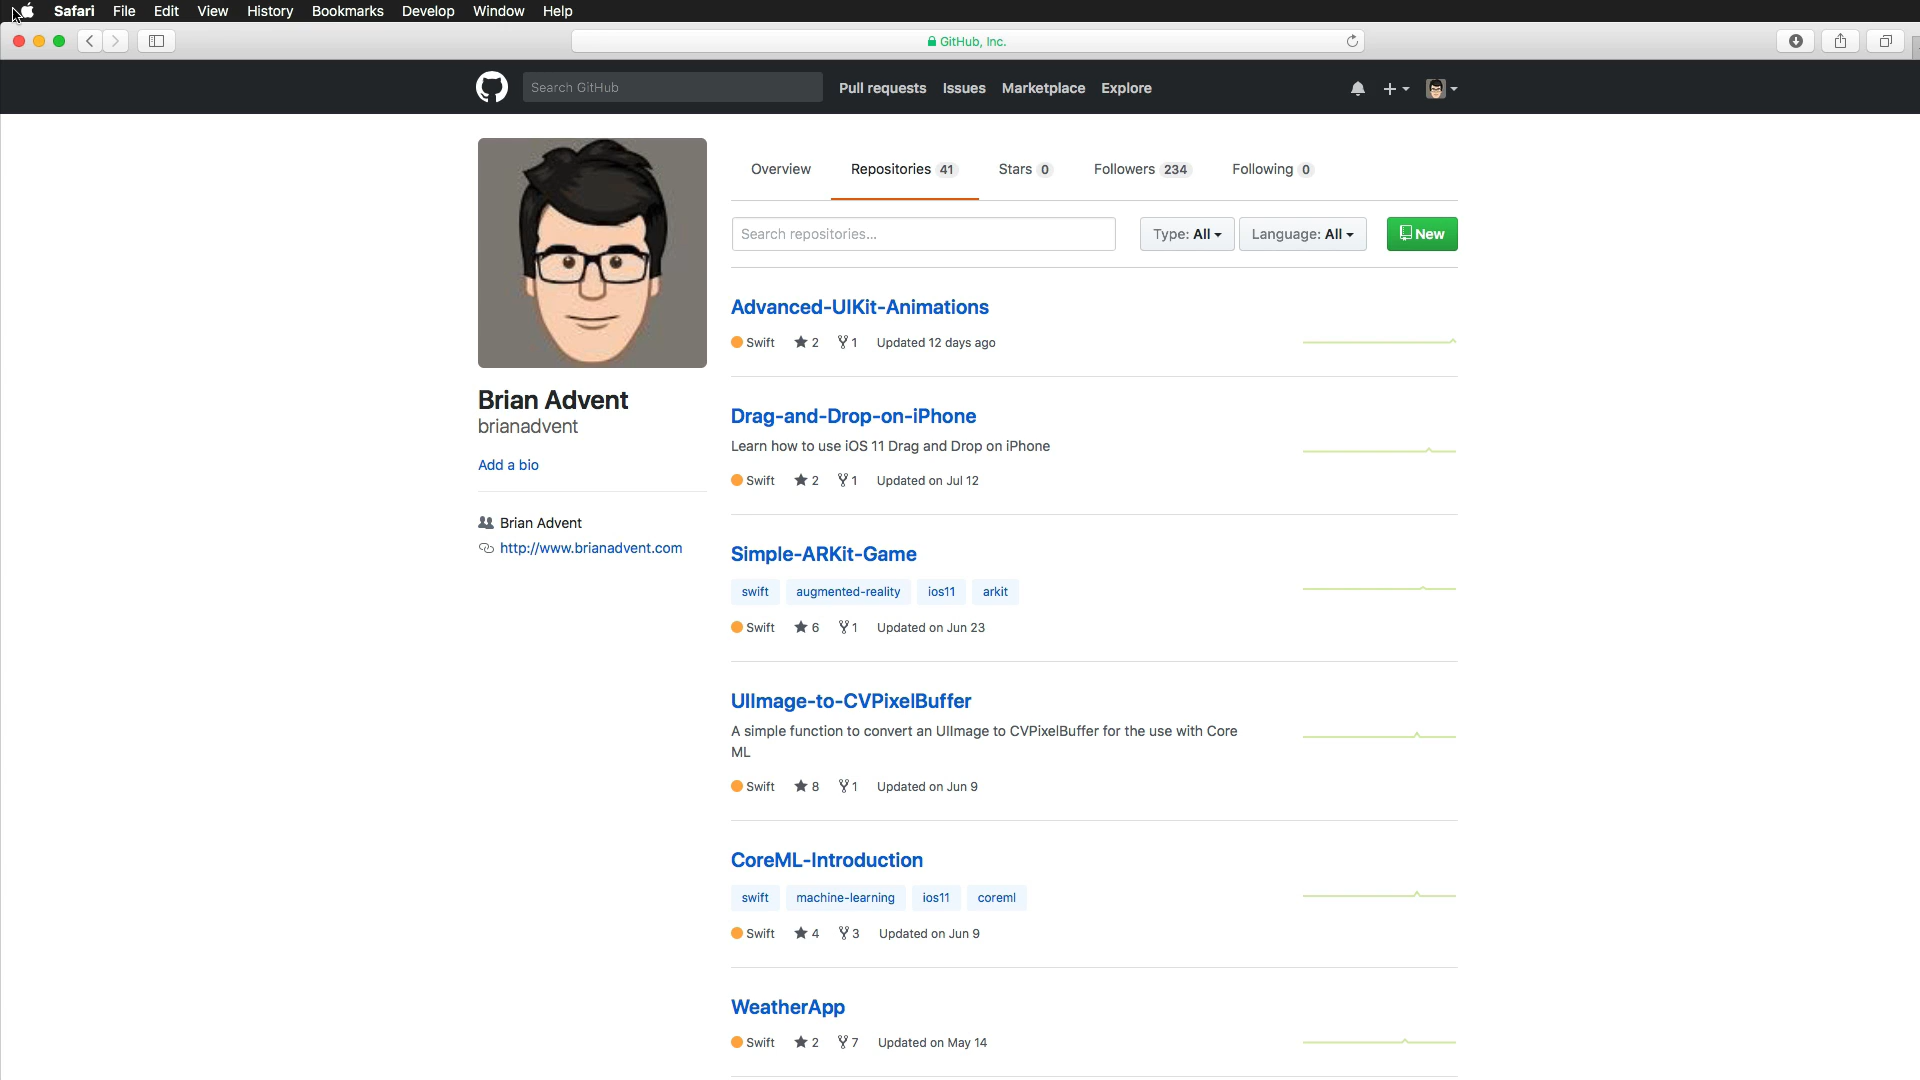 Safari File Edit View History Bookmarks Develop Window Help
GitHub, Inc.
Search GitHub Pull requests Issues Marketplace Explore
Overview Repositories 41 Stars 0 Followers 234 Following 0
Search repositories... Type: All Language: All New
Advanced-UIKit-Animations
Swift 2 1 Updated 12 days ago
Brian Advent
brianadvent
Add a bio
Brian Advent
http://www.brianadvent.com
Drag-and-Drop-on-iPhone
Learn how to use iOS 11 Drag and Drop on iPhone
Swift 2 1 Updated on Jul 12
Simple-ARKit-Game
swift augmented-reality ios11 arkit
Swift 6 1 Updated on Jun 23
UIImage-to-CVPixelBuffer
A simple function to convert an UIImage to CVPixelBuffer for the use with Core
ML
Swift 8 1 Updated on Jun 9
CoreML-Introduction
swift machine-learning ios11 coreml
Swift 4 3 Updated on Jun 9
WeatherApp
Swift 2 7 Updated on May 14